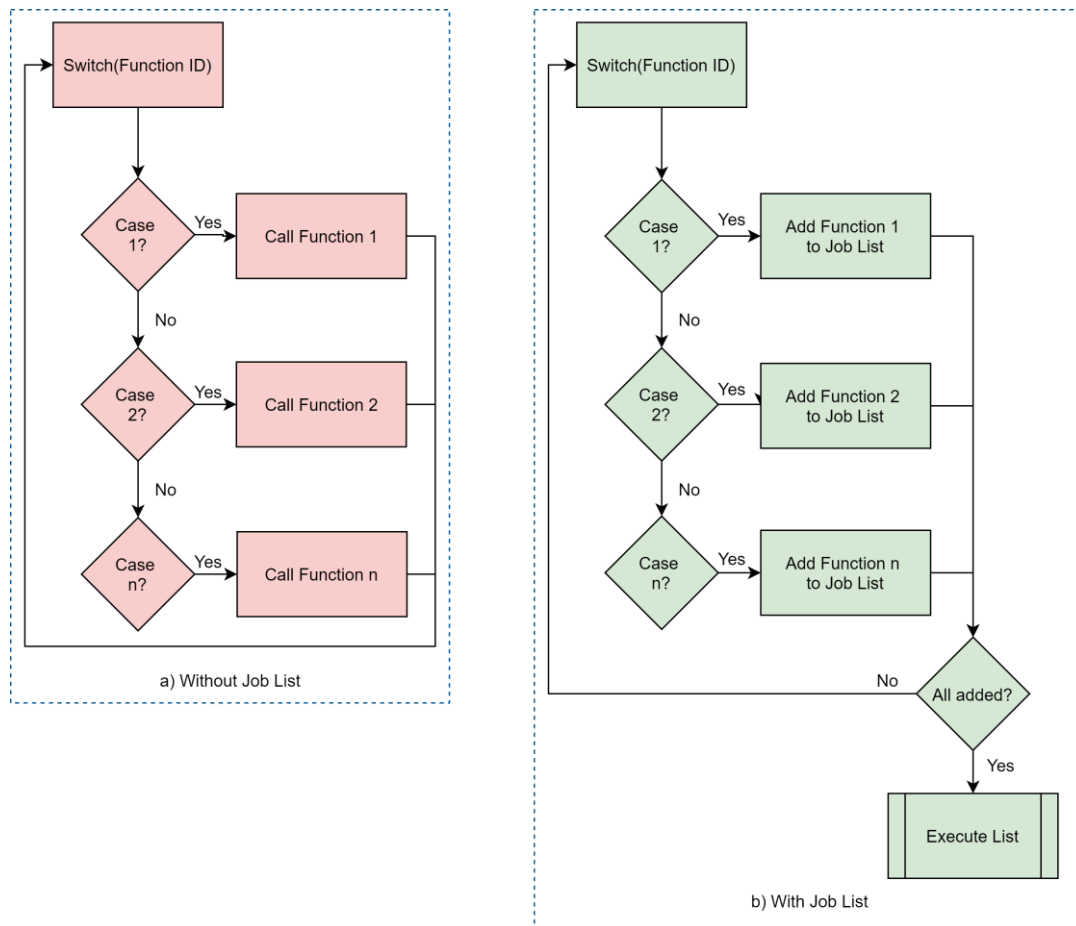 Switch(Function ID)
Case
1?
Yes
Call Function 1
No
Case
2?
Yes
Call Function 2
No
Case
n?
Yes
Call Function n
a) Without Job List
Switch(Function ID)
Case
1?
Yes
Add Function 1
to Job List
No
Case
2?
Yes
Add Function 2
to Job List
No
Case
n?
Yes
Add Function n
to Job List
No
All added?
Yes
Execute List
b) With Job List